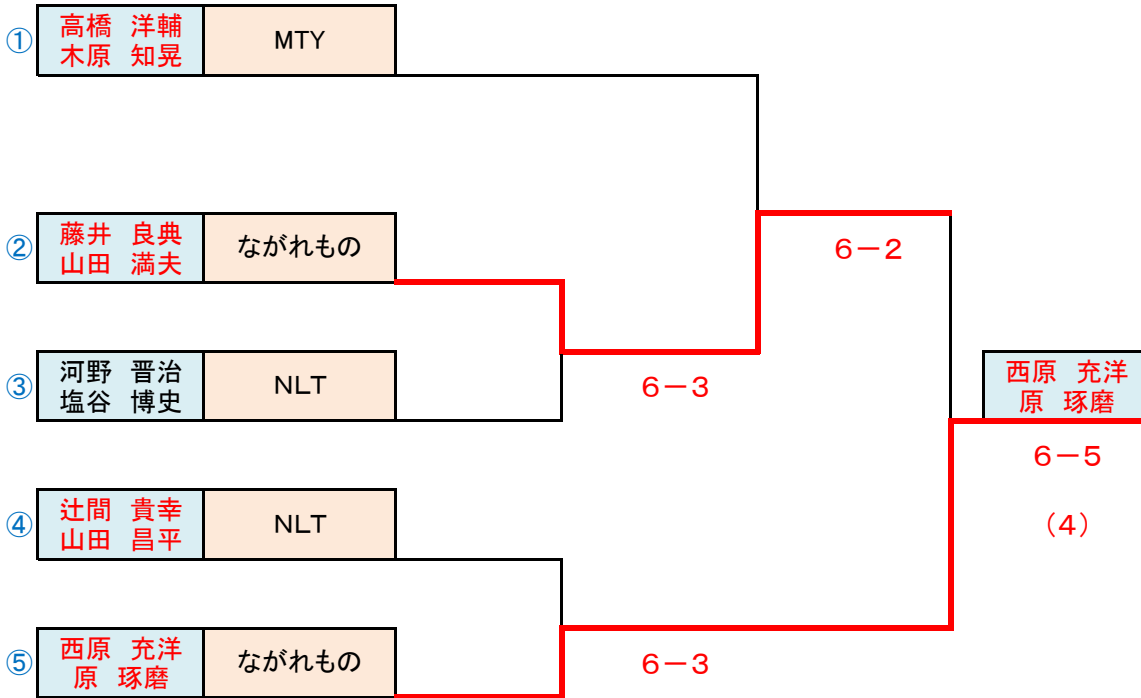 ① 高橋 洋輔
木原 知晃
MTY
② 藤井 良典
山田 満夫
ながれもの
6－2
③ 河野 晋治
塩谷 博史
NLT
6－3
西原 充洋
原 琢磨
6－5
(4)
④ 辻間 貴幸
山田 昌平
NLT
⑤ 西原 充洋
原 琢磨
ながれもの
6－3